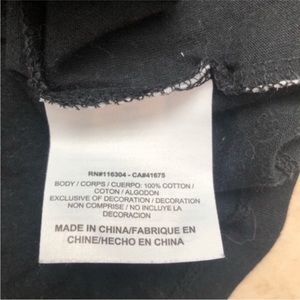 RN#116304 - CA#41675
BODY / CORPS / CUERPO: 100% COTTON /
COTON / ALGODON
EXCLUSIVE OF DECORATION / DECORATION
NON COMPRISE / NO INCLUYE LA
DECORACION
MADE IN CHINA/FABRIQUE EN
CHINE/HECHO EN CHINA